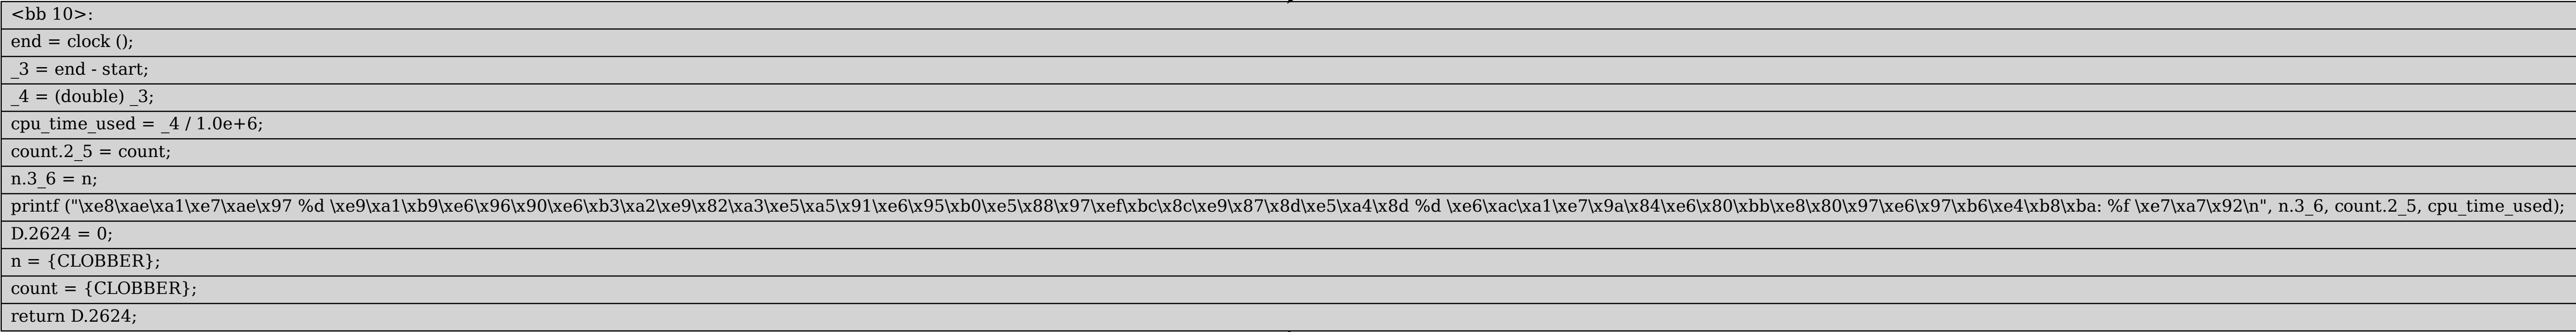 <bb 10>:
end = clock ();
_3 = end - start;
_4 = (double) _3;
cpu_time_used = _4 / 1.0e+6;
count.2_5 = count;
n.3_6 = n;
printf ("\xe8\xae\xa1\xe7\xae\x97 %d \xe9\xa1\xb9\xe6\x96\x90\xe6\xb3\xa2\xe9\x82\xa3\xe5\xa5\x91\xe6\x95\xb0\xe5\x88\x97\xef\xbc\x8c\xe9\x87\x8d\xe5\xa4\x8d %d \xe6\xac\xa1\xe7\x9a\x84\xe6\x80\xbb\xe8\x80\x97\xe6\x97\xb6\xe4\xb8\xba: %f \xe7\xa7\x92\n", n.3_6, count.2_5, cpu_time_used);
D.2624 = 0;
n = {CLOBBER};
count = {CLOBBER};
return D.2624;